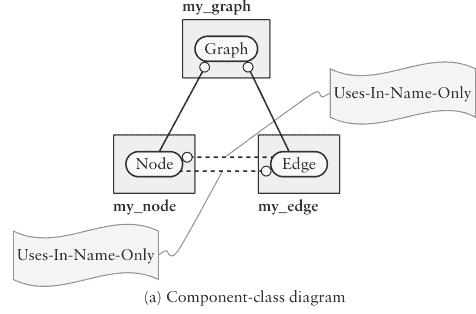 my_graph
Graph
Uses-In-Name-Only
Node
Edge
my_node
my_edge
Uses-In-Name-Only
(a) Component-class diagram